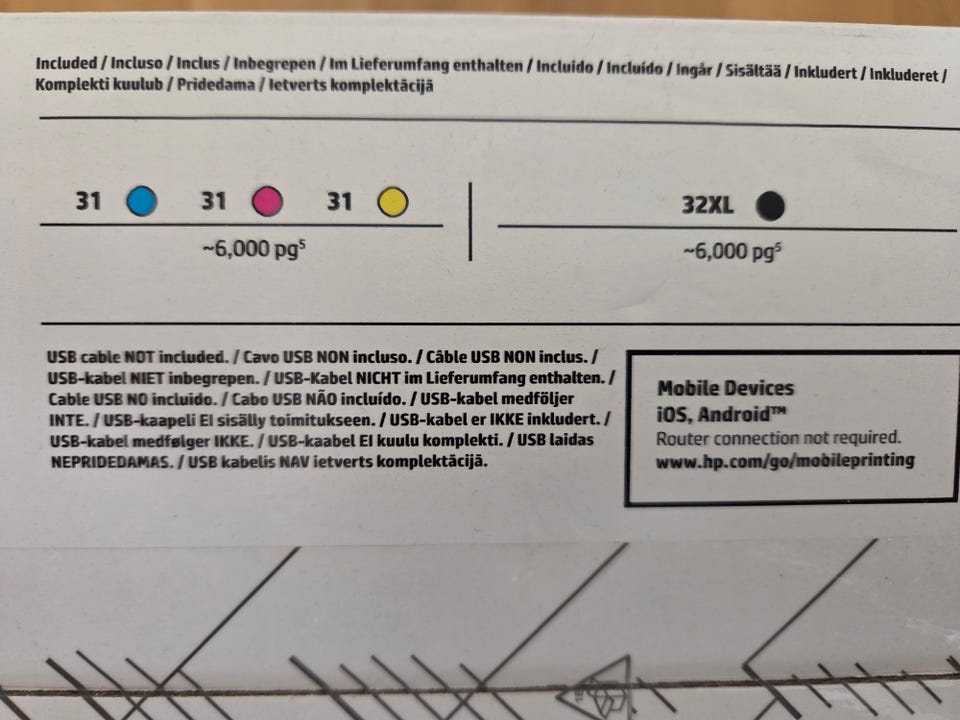 Included / Incluso / Inclus / Inbegrepen / Im Lieferumfang enthalten / Incluido / Incluído / Ingår / Sisältää / Inkludert / Inkluderet /
Komplekti kuulub / Pridedama / Ietverts komplektācijā
31 31 31 32XL
~6,000 pg⁵ ~6,000 pg⁵
USB cable NOT included. / Cavo USB NON incluso. / Câble USB NON inclus. /
USB-kabel NIET inbegrepen. / USB-Kabel NICHT im Lieferumfang enthalten. /
Cable USB NO incluido. / Cabo USB NÃO incluído. / USB-kabel medföljer
INTE. / USB-kaapeli EI sisälly toimitukseen. / USB-kabel er IKKE inkludert. /
USB-kabel medfølger IKKE. / USB-kaabel EI kuulu komplekti. / USB laidas
NEPRIDEDAMAS. / USB kabelis NAV ietverts komplektācijā.
Mobile Devices
iOS, Android™
Router connection not required.
www.hp.com/go/mobileprinting